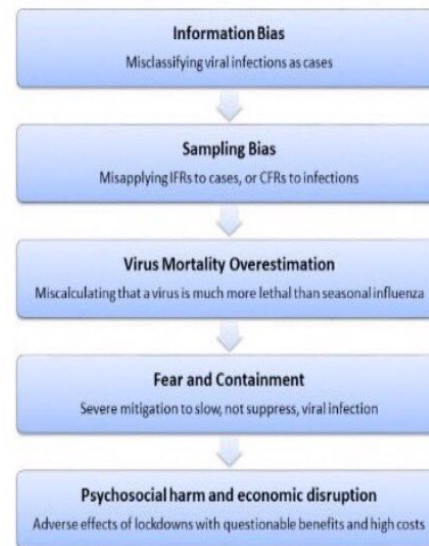 Information Bias
Misclassifying viral infections as cases
Sampling Bias
Misapplying IFRs to cases, or CFRs to infections
Virus Mortality Overestimation
Miscalculating that a virus is much more lethal than seasonal influenza
Fear and Containment
Severe mitigation to slow, not suppress, viral infection
Psychosocial harm and economic disruption
Adverse effects of lockdowns with questionable benefits and high costs